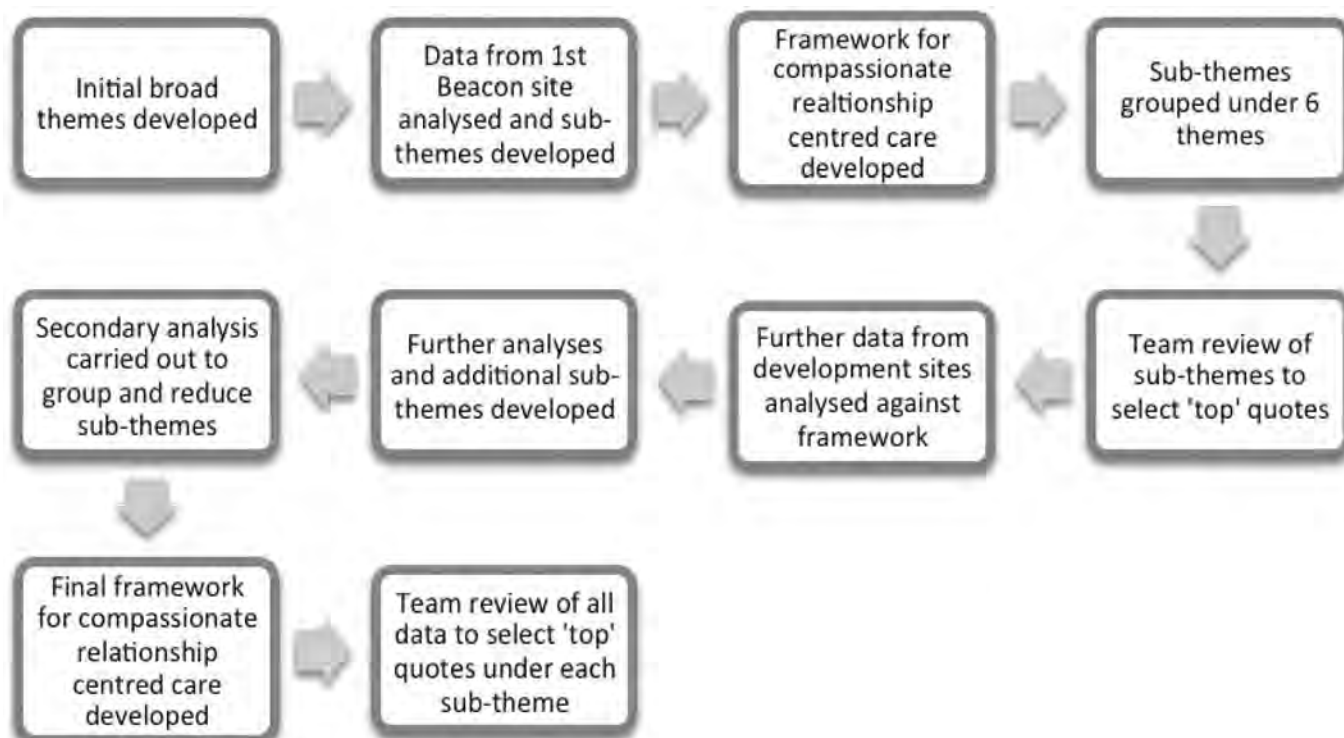 Initial broad
themes developed
Data from 1st
Beacon site
analysed and sub-
themes developed
Framework for
compassionate
realtionship
centred care
developed
Sub-themes
grouped under 6
themes
Team review of
sub-themes to
select 'top' quotes
Further data from
development sites
analysed against
framework
Further analyses
and additional sub-
themes developed
Secondary analysis
carried out to
group and reduce
sub-themes
Final framework
for compassionate
relationship
centred care
developed
Team review of all
data to select 'top'
quotes under each
sub-theme